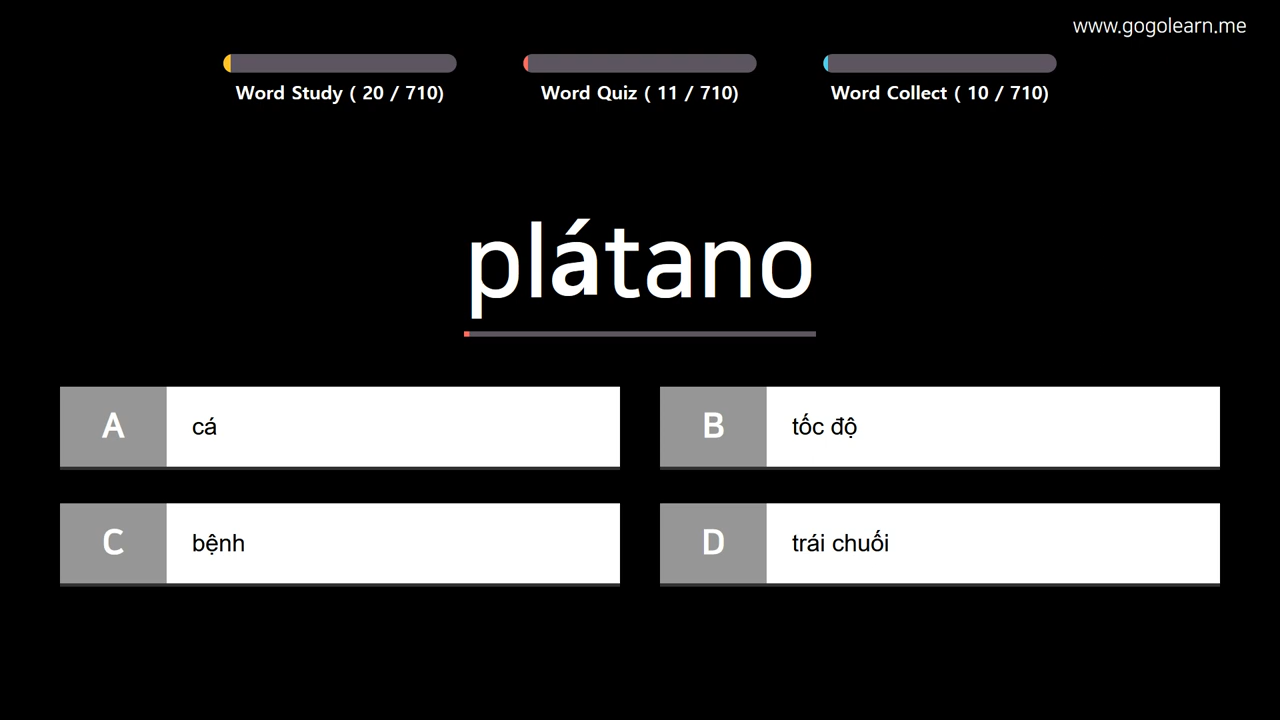 www.gogolearn.me
Word Study ( 20 / 710)
Word Quiz ( 11 / 710)
Word Collect ( 10 / 710)
plátano
A cá
B tốc độ
C bệnh
D trái chuối